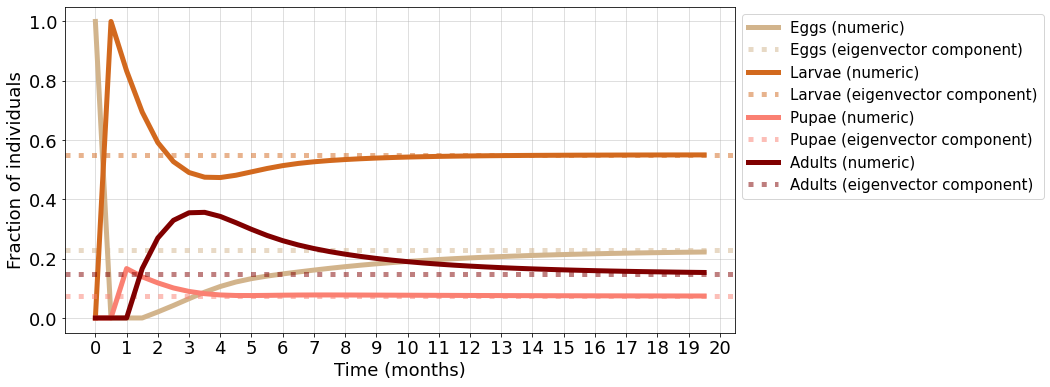 Fraction of individuals
1.0
0.8
0.6
0.4
0.2
0.0
0 1 2 3 4 5 6 7 8 9 10 11 12 13 14 15 16 17 18 19 20
Time (months)
Eggs (numeric)
Eggs (eigenvector component)
Larvae (numeric)
Larvae (eigenvector component)
Pupae (numeric)
Pupae (eigenvector component)
Adults (numeric)
Adults (eigenvector component)